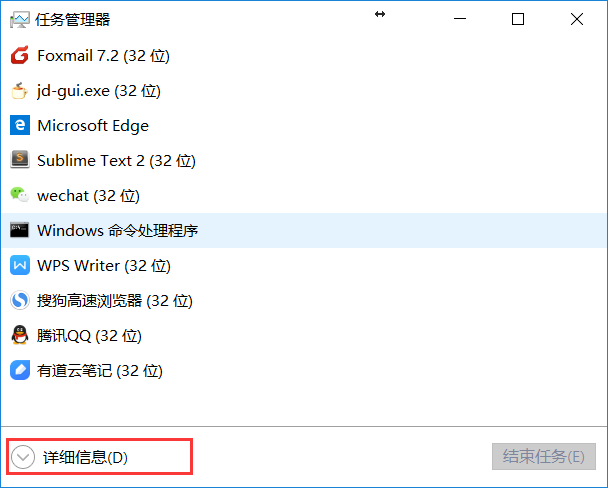 任务管理器
Foxmail 7.2 (32 位)
jd-gui.exe (32 位)
Microsoft Edge
Sublime Text 2 (32 位)
wechat (32 位)
Windows 命令处理程序
WPS Writer (32 位)
搜狗高速浏览器 (32 位)
腾讯QQ (32 位)
有道云笔记 (32 位)
详细信息(D) 结束任务(E)